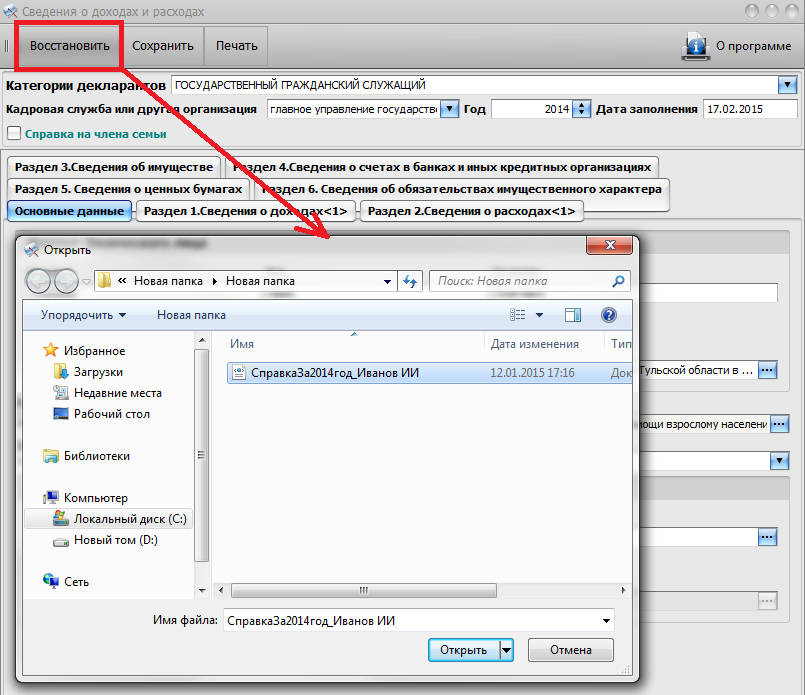 Сведения о доходах и расходах
Восстановить Сохранить Печать О программе
Категории декларантов ГОСУДАРСТВЕННЫЙ ГРАЖДАНСКИЙ СЛУЖАЩИЙ
Кадровая служба или другая организация главное управление государстве Год 2014 Дата заполнения 17.02.2015
Справка на члена семьи
Раздел 3.Сведения об имуществе Раздел 4.Сведения о счетах в банках и иных кредитных организациях
Раздел 5. Сведения о ценных бумагах Раздел 6. Сведения об обязательствах имущественного характера
Основные данные Раздел 1.Сведения о доходах<1> Раздел 2.Сведения о расходах<1>
Открыть
« Новая папка Новая папка Поиск: Новая папка
Упорядочить Новая папка
Имя Дата изменения Тип
Избранное
Загрузки
Недавние места
Рабочий стол
Библиотеки
Компьютер
Локальный диск (C:)
Новый том (D:)
Сеть
СправкаЗа2014год_Иванов ИИ 12.01.2015 17:16 Док
Тульской области в ... ...
ющи взрослому населени ...
...
...
Имя файла: СправкаЗа2014год_Иванов ИИ
Открыть Отмена